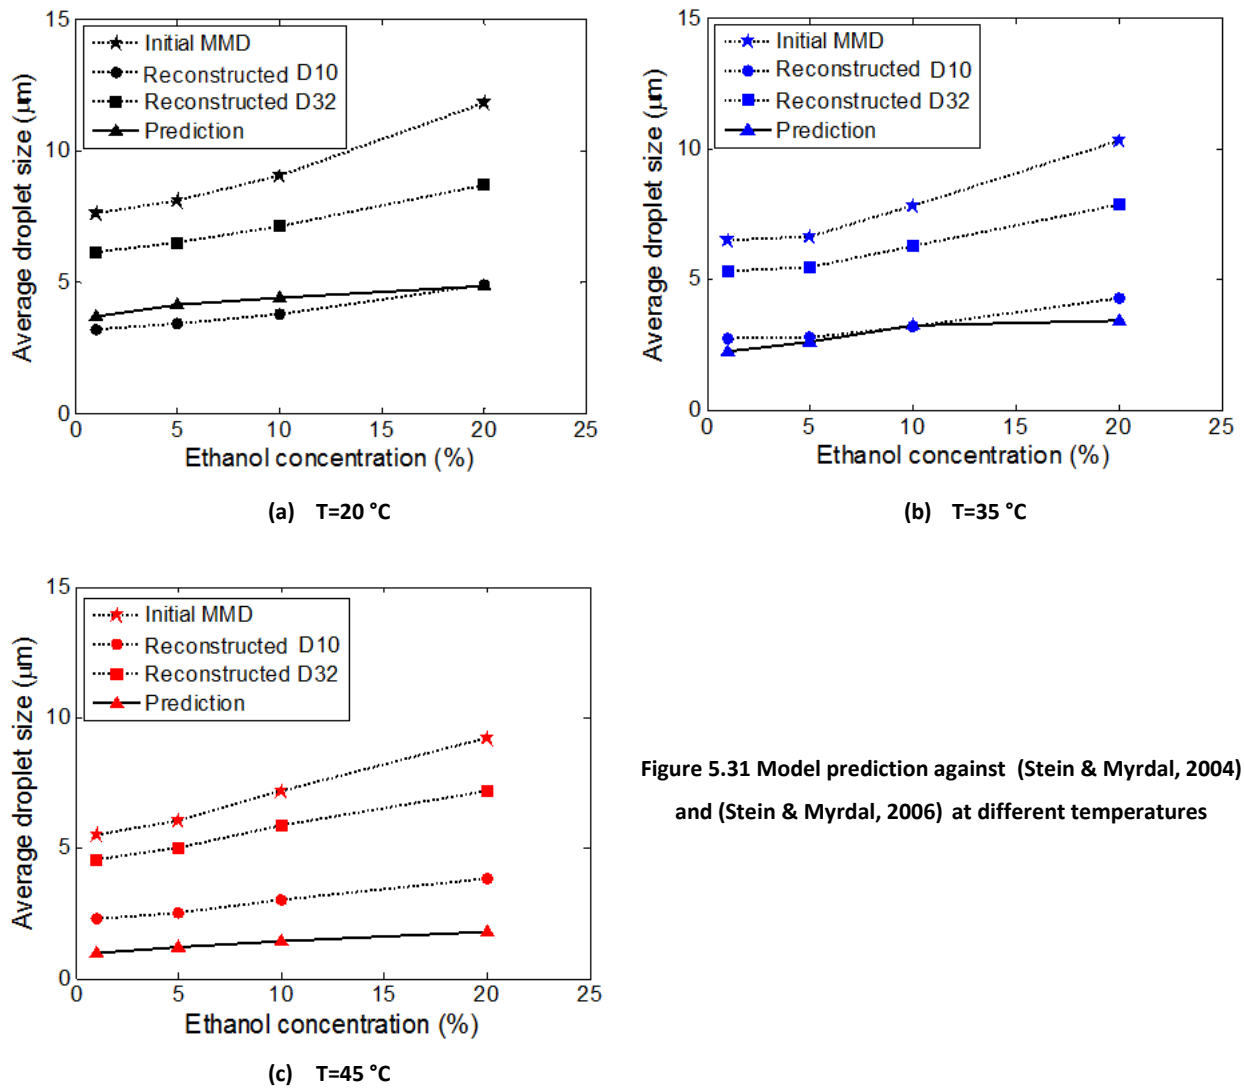 15
10
5
0
Average droplet size (μm)
Initial MMD
Reconstructed D10
Reconstructed D32
Prediction
0 5 10 15 20 25
Ethanol concentration (%)
(a) T=20 °C
15
10
5
0
Average droplet size (μm)
Initial MMD
Reconstructed D10
Reconstructed D32
Prediction
0 5 10 15 20 25
Ethanol concentration (%)
(b) T=35 °C
15
10
5
0
Average droplet size (μm)
Initial MMD
Reconstructed D10
Reconstructed D32
Prediction
0 5 10 15 20 25
Ethanol concentration (%)
(c) T=45 °C
Figure 5.31 Model prediction against (Stein & Myrdal, 2004)
and (Stein & Myrdal, 2006) at different temperatures